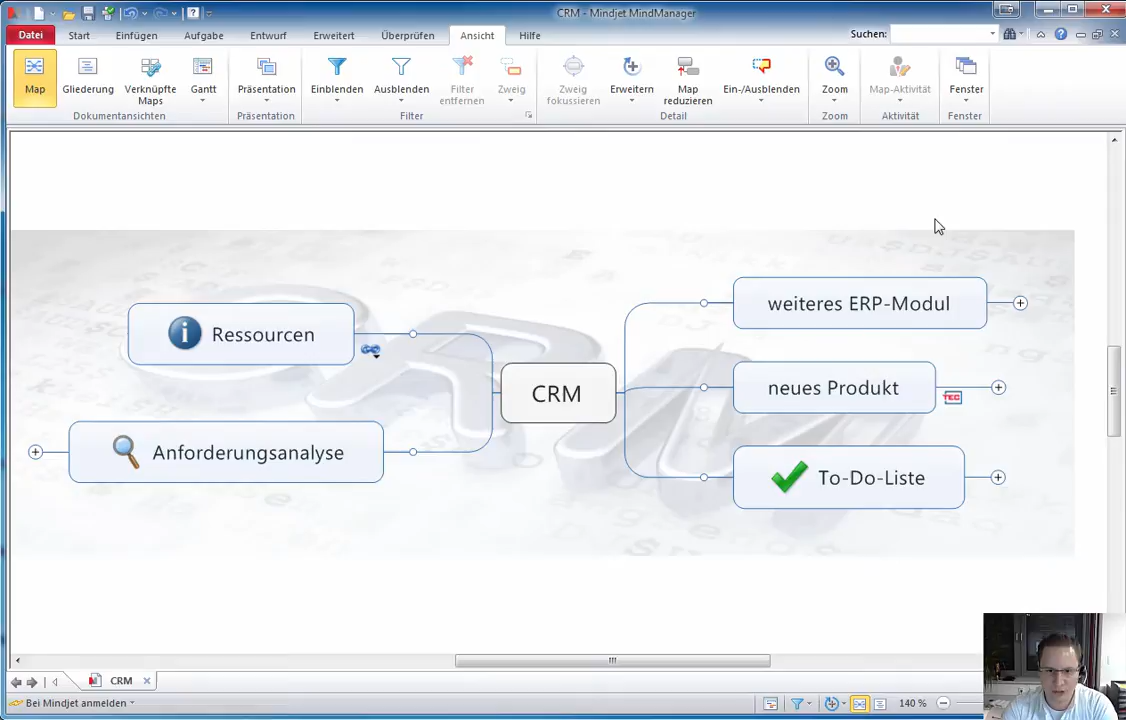 CRM - Mindjet MindManager
Datei Start Einfügen Aufgabe Entwurf Erweitert Überprüfen Ansicht Hilfe Suchen:
Map Gliederung Verknüpfte Maps Gantt Präsentation Einblenden Ausblenden Filter entfernen Zweig Zweig fokussieren Erweitern Map reduzieren Ein-/Ausblenden Zoom Map-Aktivität Fenster
Dokumentansichten Präsentation Filter Detail Zoom Aktivität Fenster
weiteres ERP-Modul
Ressourcen
CRM
neues Produkt
TEC
Anforderungsanalyse
To-Do-Liste
CRM
Bei Mindjet anmelden 140 %